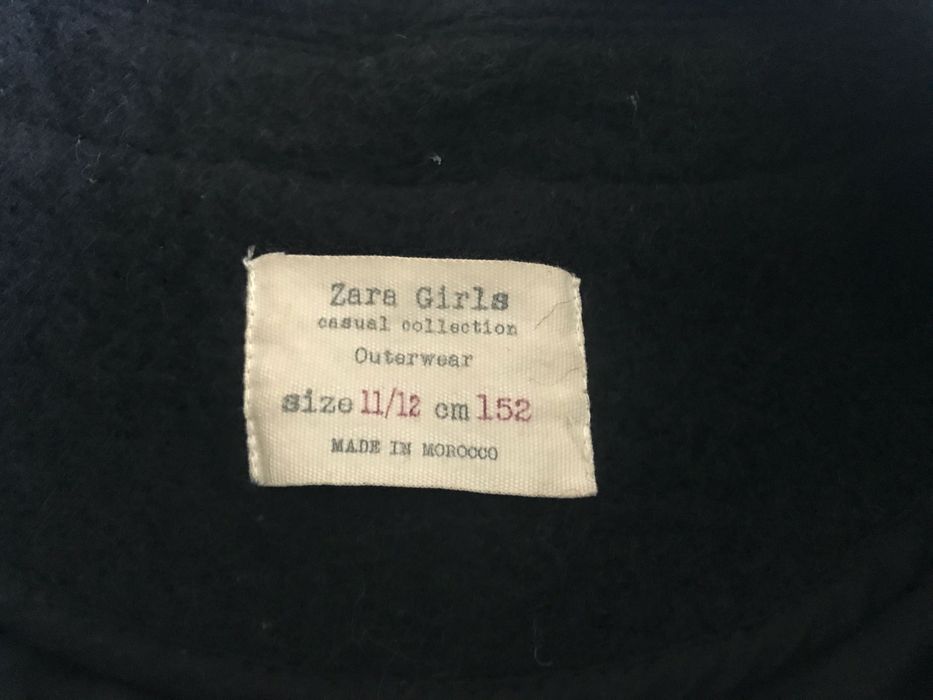 Zara Girls
casual collection
Outerwear
size 11/12 cm 152
MADE IN MOROCCO